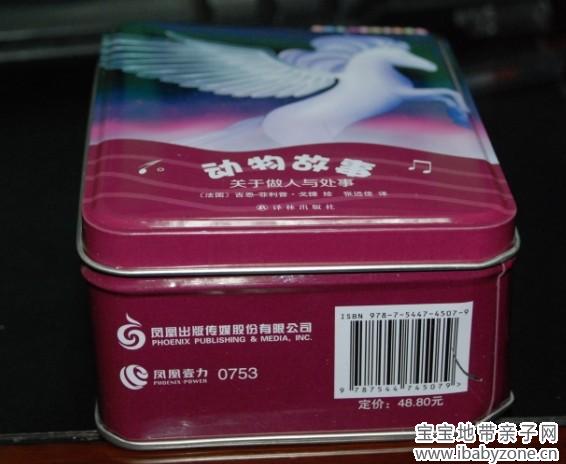 动物故事
关于做人与处事
〔法国〕吉恩·菲利普·戈捷 绘 张远佳 译
译林出版社
凤凰出版传媒股份有限公司
PHOENIX PUBLISHING & MEDIA, INC.
凤凰壹力
PHOENIX-POWER
0753
ISBN 978-7-5447-4507-9
9 787544 745079 >
定价：48.80元
宝宝地带亲子网
www.ibabyzone.cn